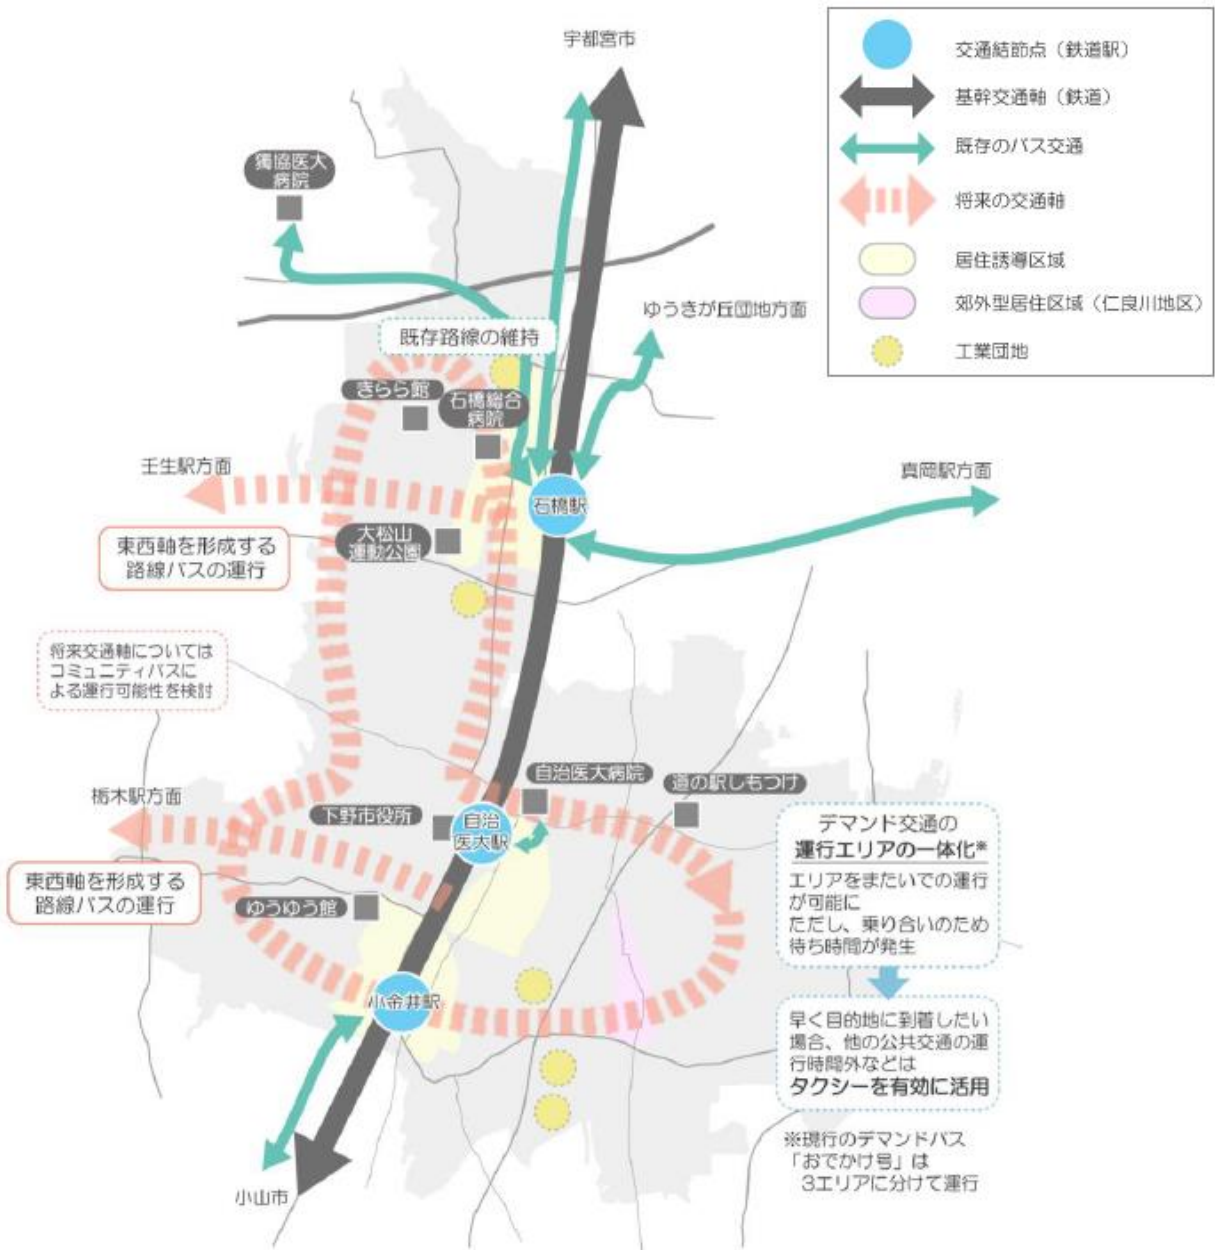 宇都宮市
交通結節点（鉄道駅）
基幹交通軸（鉄道）
既存のバス交通
将来の交通軸
居住誘導区域
郊外型居住区域（仁良川地区）
工業団地
獨協医大
病院
ゆうきが丘団地方面
既存路線の維持
きらら館
石橋総合
病院
壬生駅方面
真岡駅方面
石橋駅
大松山
運動公園
東西軸を形成する
路線バスの運行
将来交通軸については
コミュニティバスに
よる運行可能性を検討
自治医大病院
道の駅しもつけ
栃木駅方面
下野市役所
自治
医大駅
東西軸を形成する
路線バスの運行
ゆうゆう館
小金井駅
小山市
デマンド交通の
運行エリアの一体化※
エリアをまたいでの運行
が可能に
ただし、乗り合いのため
待ち時間が発生
早く目的地に到着したい
場合、他の公共交通の運
行時間外などは
タクシーを有効に活用
※現行のデマンドバス
「おでかけ号」は
3エリアに分けて運行